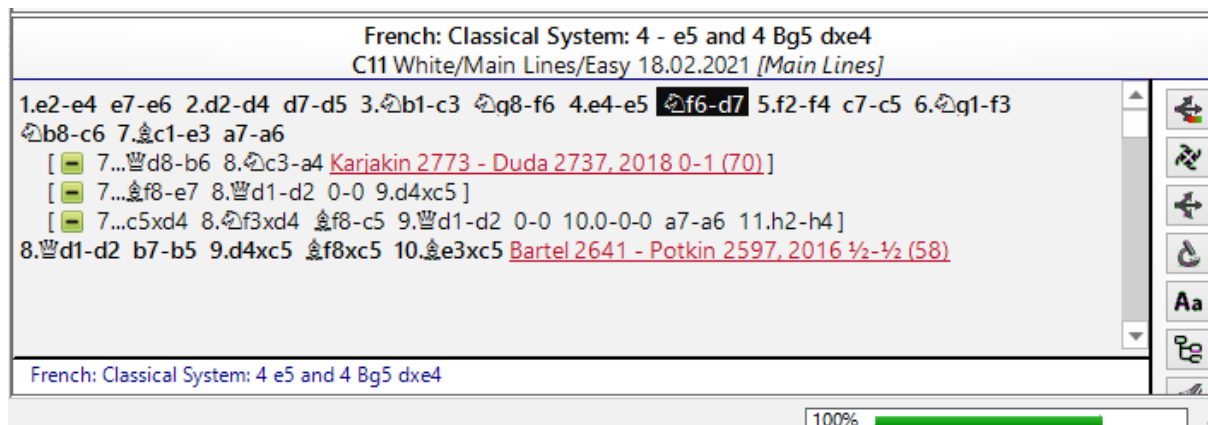 French: Classical System: 4 - e5 and 4 Bg5 dxe4
C11 White/Main Lines/Easy 18.02.2021 [Main Lines]
1.e2-e4 e7-e6 2.d2-d4 d7-d5 3.♘b1-c3 ♘g8-f6 4.e4-e5 ♘f6-d7 5.f2-f4 c7-c5 6.♘g1-f3
♘b8-c6 7.♗c1-e3 a7-a6
[ 7...♕d8-b6 8.♘c3-a4 Karjakin 2773 - Duda 2737, 2018 0-1 (70) ]
[ 7...♗f8-e7 8.♕d1-d2 0-0 9.d4xc5 ]
[ 7...c5xd4 8.♘f3xd4 ♗f8-c5 9.♕d1-d2 0-0 10.0-0-0 a7-a6 11.h2-h4 ]
8.♕d1-d2 b7-b5 9.d4xc5 ♗f8xc5 10.♗e3xc5 Bartel 2641 - Potkin 2597, 2016 ½-½ (58)
Aa
French: Classical System: 4 e5 and 4 Bg5 dxe4
100%